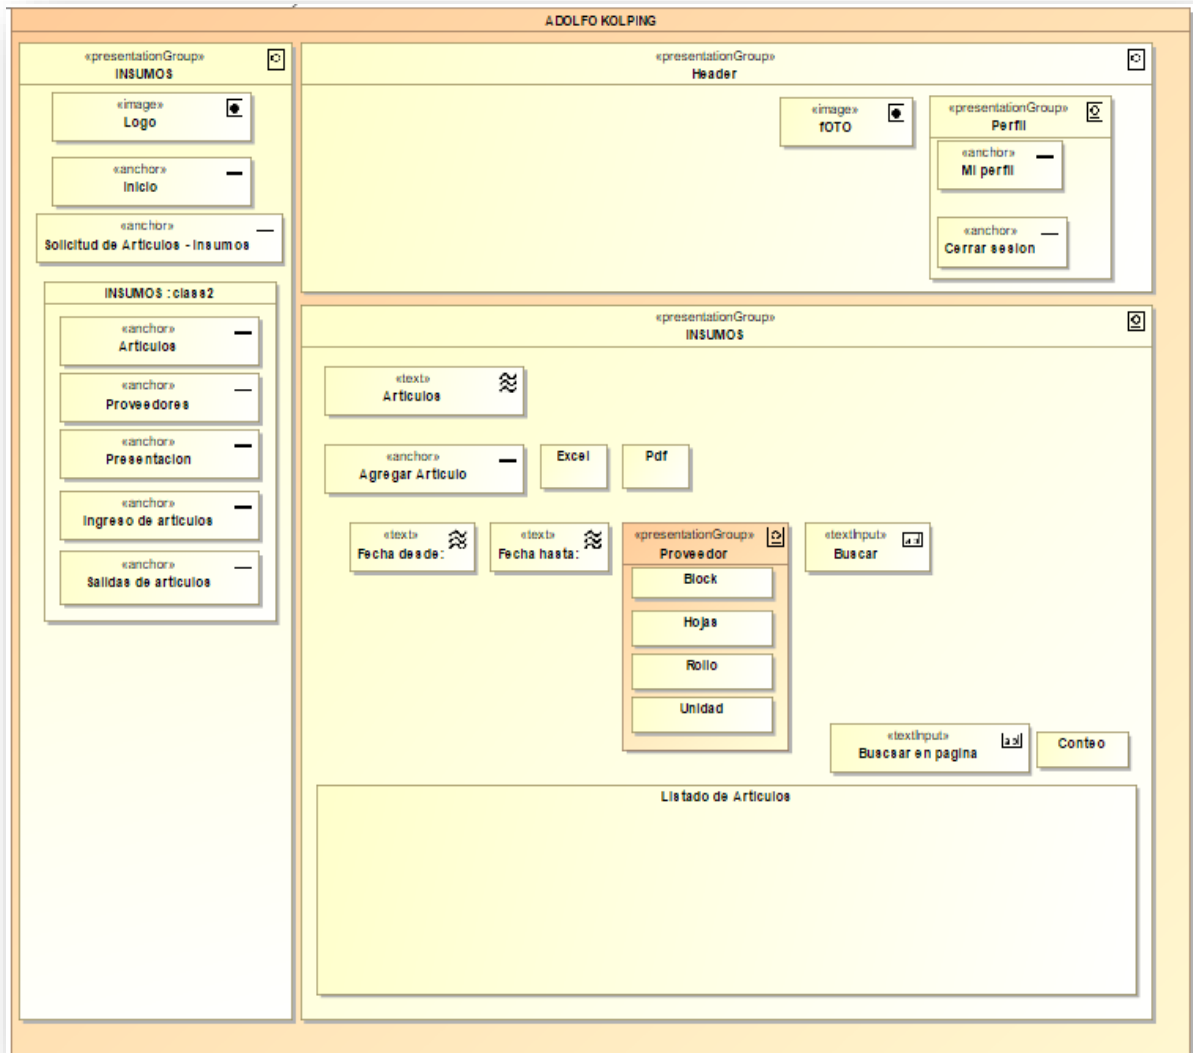 ADOLFO KOLPING
«presentationGroup»
INSUMOS
«image»
Logo
«anchor»
Inicio
«anchor»
Solicitud de Articulos - Insumos
INSUMOS : class2
«anchor»
Articulos
«anchor»
Proveedores
«anchor»
Presentacion
«anchor»
Ingreso de articulos
«anchor»
Salidas de articulos
«presentationGroup»
Header
«image»
fOTO
«presentationGroup»
Perfil
«anchor»
Mi perfil
«anchor»
Cerrar sesion
«presentationGroup»
INSUMOS
«text»
Articulos
«anchor»
Agregar Articulo
Excel
Pdf
«text»
Fecha desde:
«text»
Fecha hasta:
«presentationGroup»
Proveedor
Block
Hojas
Rollo
Unidad
«textInput»
Buscar
«textInput»
Buscsar en pagina
Conteo
Listado de Articulos